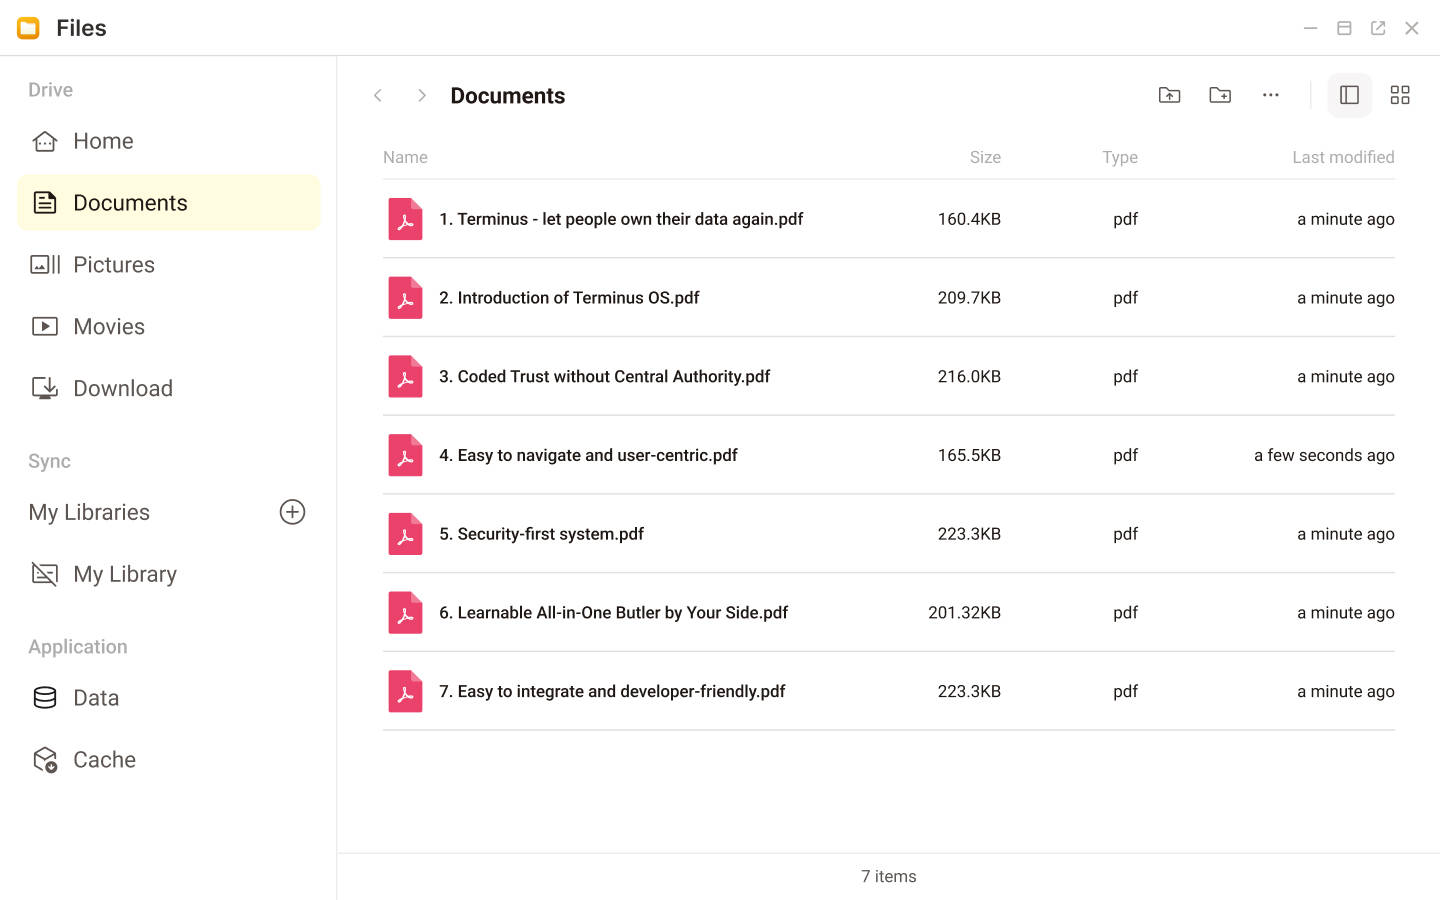 Files
Drive
Home
Documents
Pictures
Movies
Download
Sync
My Libraries
My Library
Application
Data
Cache
Documents
Name Size Type Last modified
1. Terminus - let people own their data again.pdf 160.4KB pdf a minute ago
2. Introduction of Terminus OS.pdf 209.7KB pdf a minute ago
3. Coded Trust without Central Authority.pdf 216.0KB pdf a minute ago
4. Easy to navigate and user-centric.pdf 165.5KB pdf a few seconds ago
5. Security-first system.pdf 223.3KB pdf a minute ago
6. Learnable All-in-One Butler by Your Side.pdf 201.32KB pdf a minute ago
7. Easy to integrate and developer-friendly.pdf 223.3KB pdf a minute ago
7 items